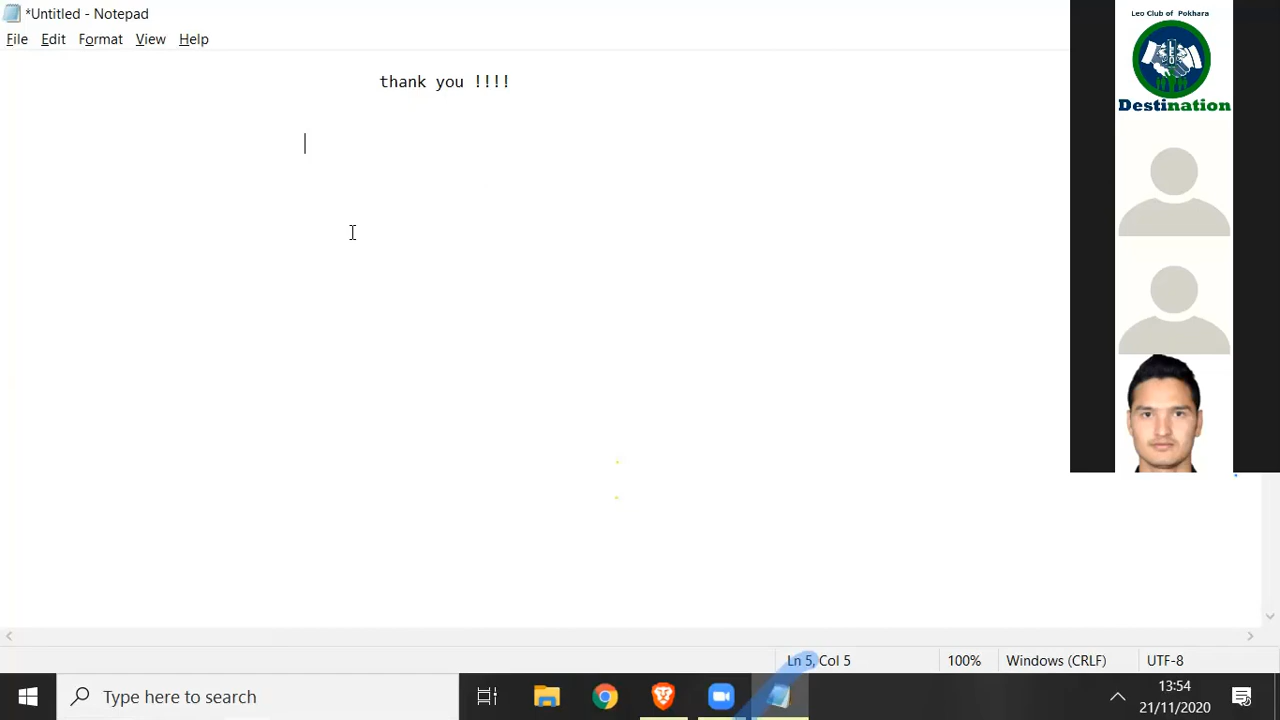 *Untitled - Notepad
File Edit Format View Help
thank you !!!!
Leo Club of Pokhara
LEO
Destination
Ln 5, Col 5
100%
Windows (CRLF)
UTF-8
Type here to search
13:54
21/11/2020